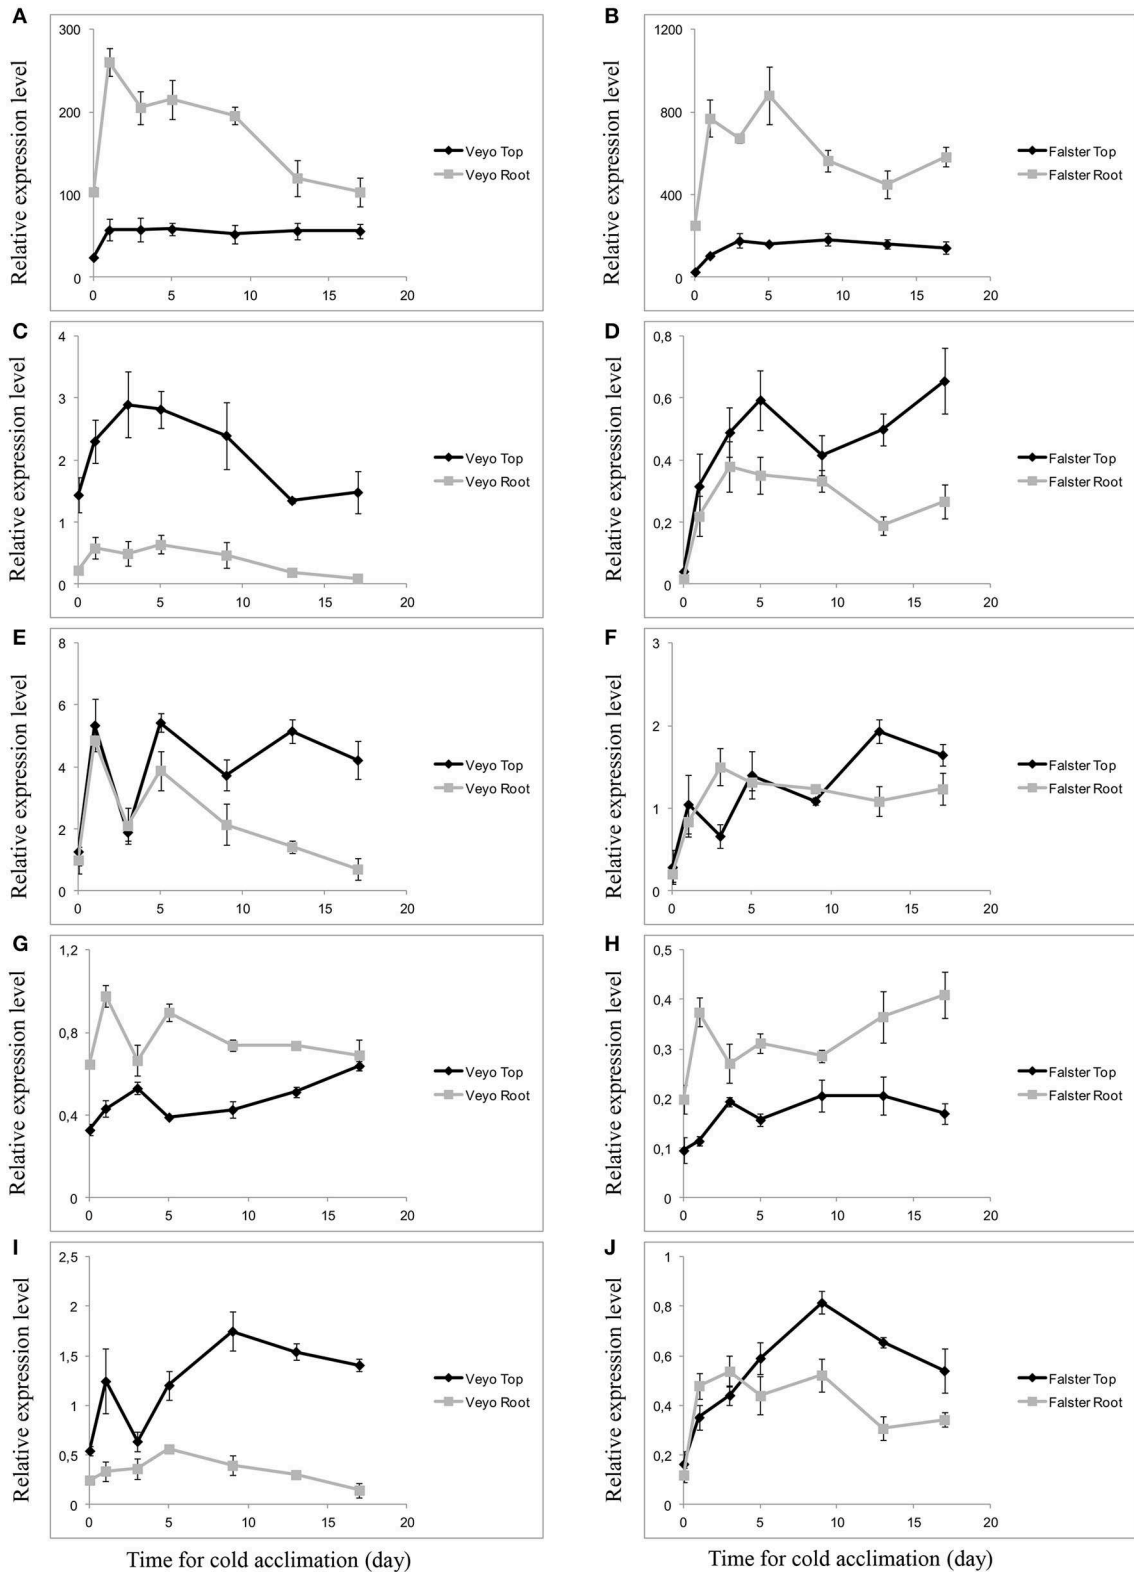 A
Relative expression level
300
200
100
0
0 5 10 15 20
Veyo Top
Veyo Root
B
Relative expression level
1200
800
400
0
0 5 10 15 20
Falster Top
Falster Root
C
Relative expression level
4
3
2
1
0
0 5 10 15 20
Veyo Top
Veyo Root
D
Relative expression level
0,8
0,6
0,4
0,2
0
0 5 10 15 20
Falster Top
Falster Root
E
Relative expression level
8
6
4
2
0
0 5 10 15 20
Veyo Top
Veyo Root
F
Relative expression level
3
2
1
0
0 5 10 15 20
Falster Top
Falster Root
G
Relative expression level
1,2
0,8
0,4
0
0 5 10 15 20
Veyo Top
Veyo Root
H
Relative expression level
0,5
0,4
0,3
0,2
0,1
0
0 5 10 15 20
Falster Top
Falster Root
I
Relative expression level
2,5
2
1,5
1
0,5
0
0 5 10 15 20
Veyo Top
Veyo Root
Time for cold acclimation (day)
J
Relative expression level
1
0,8
0,6
0,4
0,2
0
0 5 10 15 20
Falster Top
Falster Root
Time for cold acclimation (day)